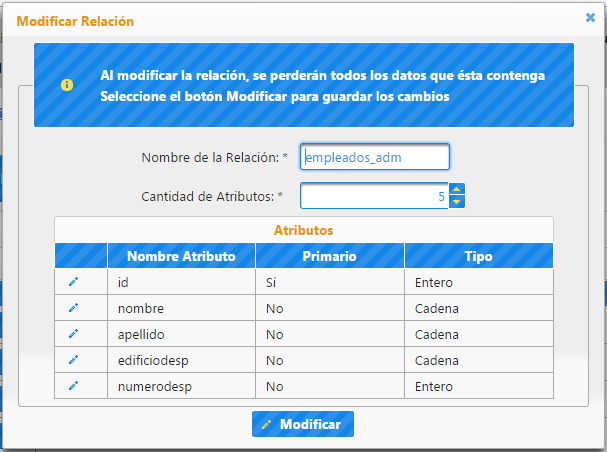 Modificar Relación
Al modificar la relación, se perderán todos los datos que ésta contenga
Seleccione el botón Modificar para guardar los cambios
Nombre de la Relación: * empleados_adm
Cantidad de Atributos: * 5
Atributos
Nombre Atributo Primario Tipo
id Sí Entero
nombre No Cadena
apellido No Cadena
edificiodesp No Cadena
numerodesp No Entero
Modificar